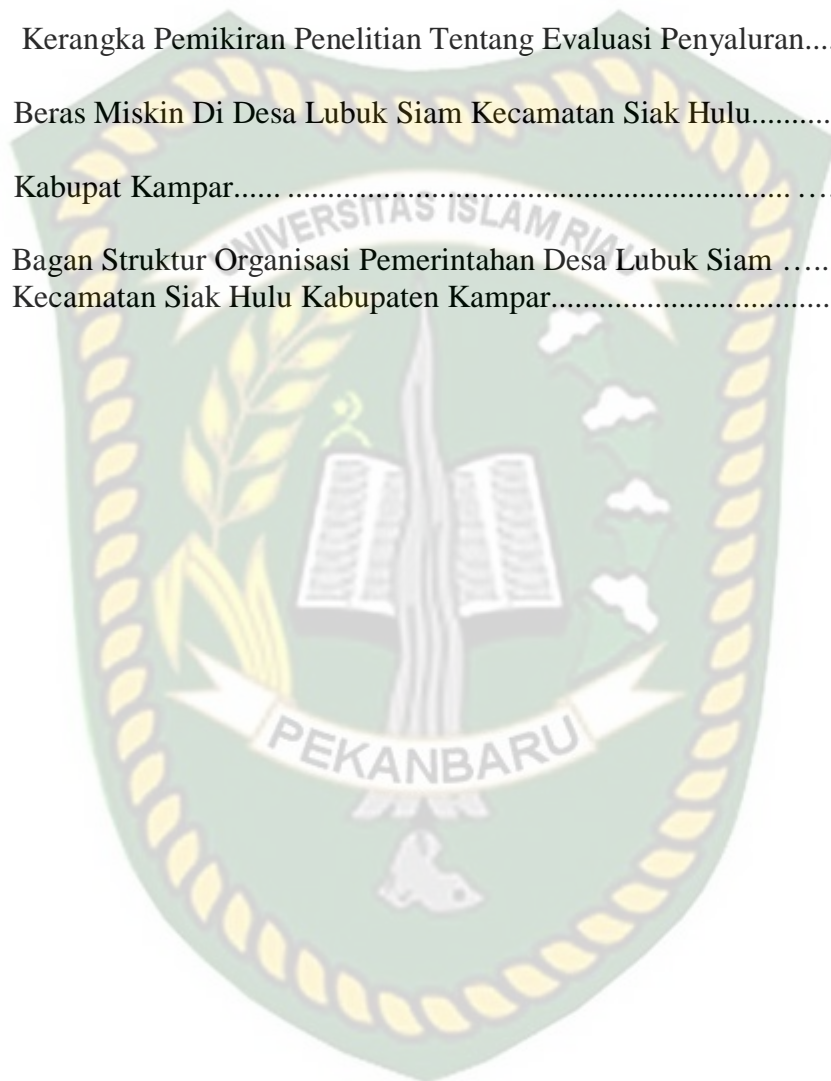 Kerangka Pemikiran Penelitian Tentang Evaluasi Penyaluran....
Beras Miskin Di Desa Lubuk Siam Kecamatan Siak Hulu..........
Kabupat Kampar...... ................................................................ ....
UNIVERSITAS ISLAM RIAU
Bagan Struktur Organisasi Pemerintahan Desa Lubuk Siam .....
Kecamatan Siak Hulu Kabupaten Kampar...................................
PEKANBARU